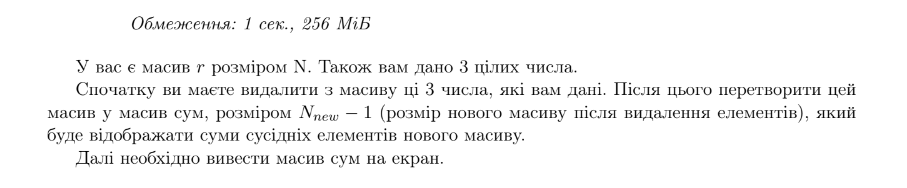 Обмеження: 1 сек., 256 МіБ
У вас є масив r розміром N. Також вам дано 3 цілих числа.
Спочатку ви маєте видалити з масиву ці 3 числа, які вам дані. Після цього перетворити цей
масив у масив сум, розміром N_{new} − 1 (розмір нового масиву після видалення елементів), який
буде відображати суми сусідніх елементів нового масиву.
Далі необхідно вивести масив сум на екран.